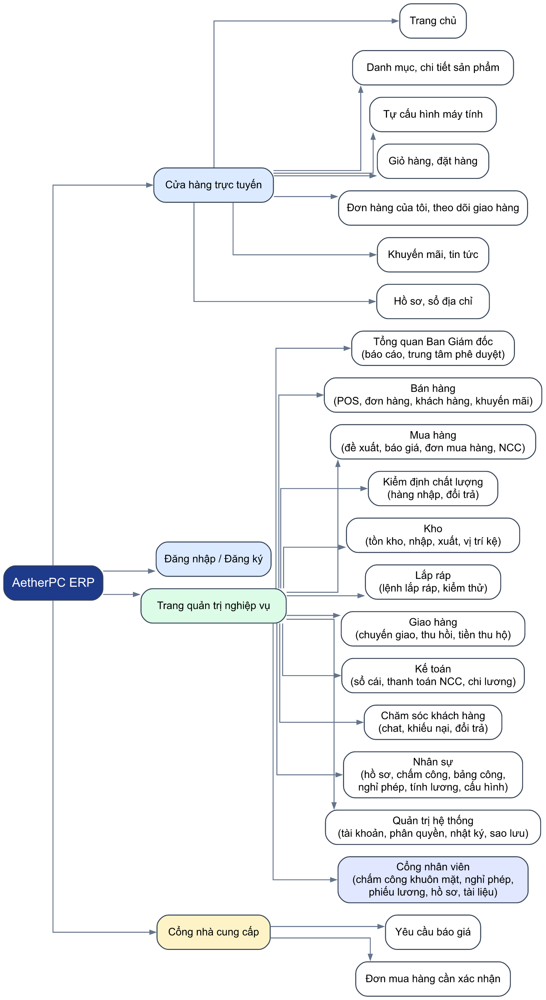 Trang chủ
Danh mục, chi tiết sản phẩm
Tự cấu hình máy tính
Giỏ hàng, đặt hàng
Cửa hàng trực tuyến
Đơn hàng của tôi, theo dõi giao hàng
Khuyến mãi, tin tức
Hồ sơ, sổ địa chỉ
Tổng quan Ban Giám đốc
(báo cáo, trung tâm phê duyệt)
Bán hàng
(POS, đơn hàng, khách hàng, khuyến mãi)
Mua hàng
(đề xuất, báo giá, đơn mua hàng, NCC)
Kiểm định chất lượng
(hàng nhập, đổi trả)
Kho
(tồn kho, nhập, xuất, vị trí kệ)
Đăng nhập / Đăng ký
AetherPC ERP
Lắp ráp
(lệnh lắp ráp, kiểm thử)
Trang quản trị nghiệp vụ
Giao hàng
(chuyến giao, thu hồi, tiền thu hộ)
Kế toán
(sổ cái, thanh toán NCC, chi lương)
Chăm sóc khách hàng
(chat, khiếu nại, đổi trả)
Nhân sự
(hồ sơ, chấm công, bảng công,
nghỉ phép, tính lương, cấu hình)
Quản trị hệ thống
(tài khoản, phân quyền, nhật ký, sao lưu)
Cổng nhân viên
(chấm công khuôn mặt, nghỉ phép,
phiếu lương, hồ sơ, tài liệu)
Cổng nhà cung cấp
Yêu cầu báo giá
Đơn mua hàng cần xác nhận